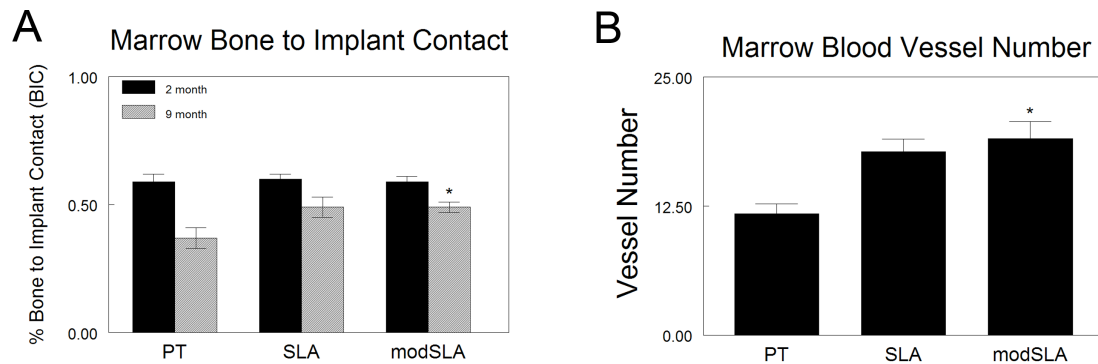 A
Marrow Bone to Implant Contact
% Bone to Implant Contact (BIC)
1.00
0.50
0.00
2 month
9 month
*
PT
SLA
modSLA
B
Marrow Blood Vessel Number
Vessel Number
25.00
12.50
0.00
*
PT
SLA
modSLA